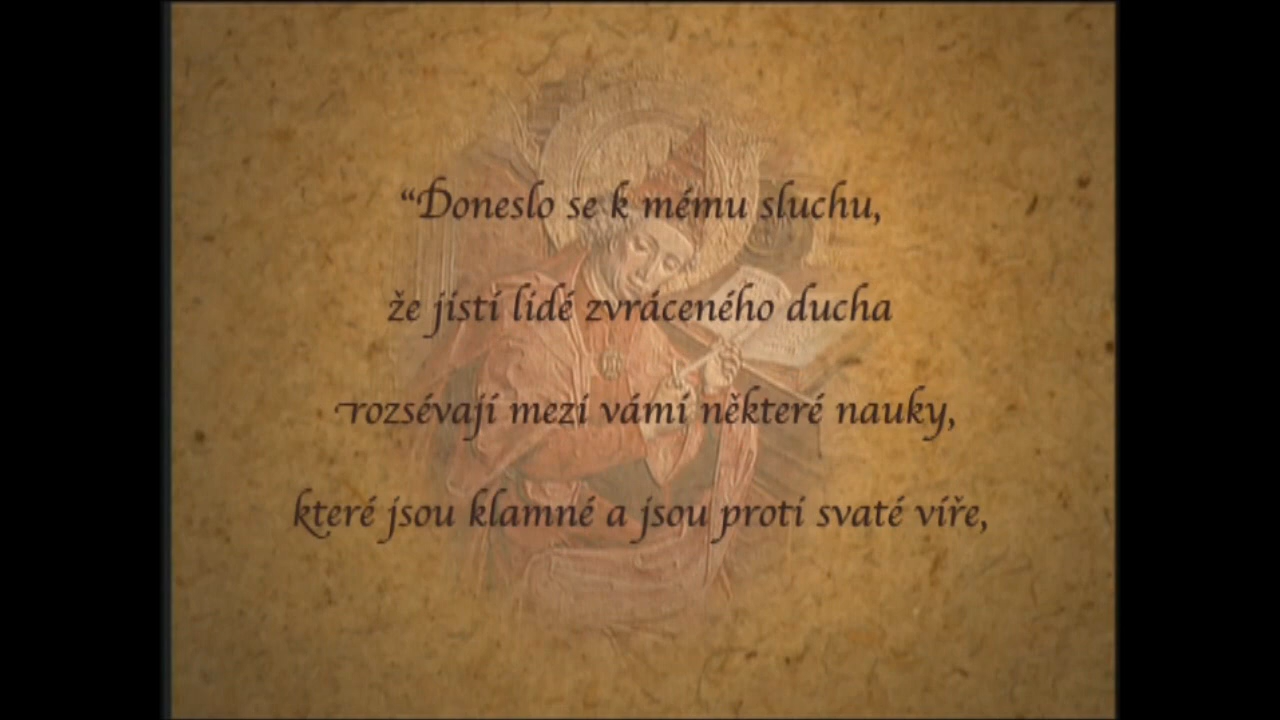 “Doneslo se k mému sluchu,
že jistí lidé zvráceného ducha
rozsévají mezi vámi některé nauky,
které jsou klamné a jsou proti svaté víře,